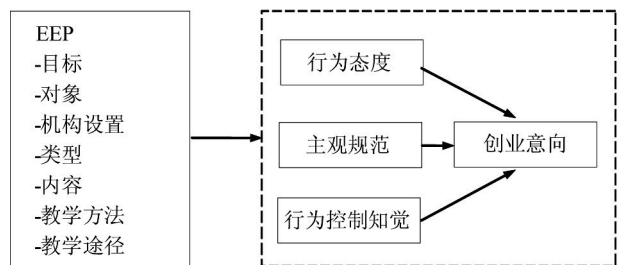 EEP
-目标
-对象
-机构设置
-类型
-内容
-教学方法
-教学途径
行为态度
主观规范
行为控制知觉
创业意向